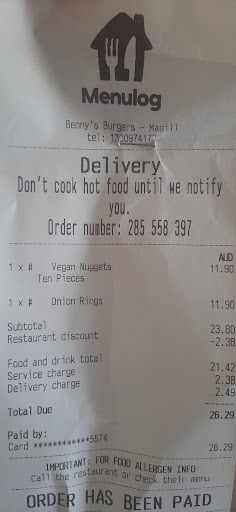 Menulog
Benny's Burgers - Magill
tel: 1300974172
Delivery
Don't cook hot food until we notify
you.
Order number: 285 558 397
AUD
1 x # Vegan Nuggets 11.90
Ten Pieces
1 x # Onion Rings 11.90
Subtotal 23.80
Restaurant discount -2.38
Food and drink total 21.42
Service charge 2.38
Delivery charge 2.49
Total Due 26.29
Paid by:
Card ************5574 26.29
IMPORTANT: FOR FOOD ALLERGEN INFO
Call the restaurant or check their menu
ORDER HAS BEEN PAID